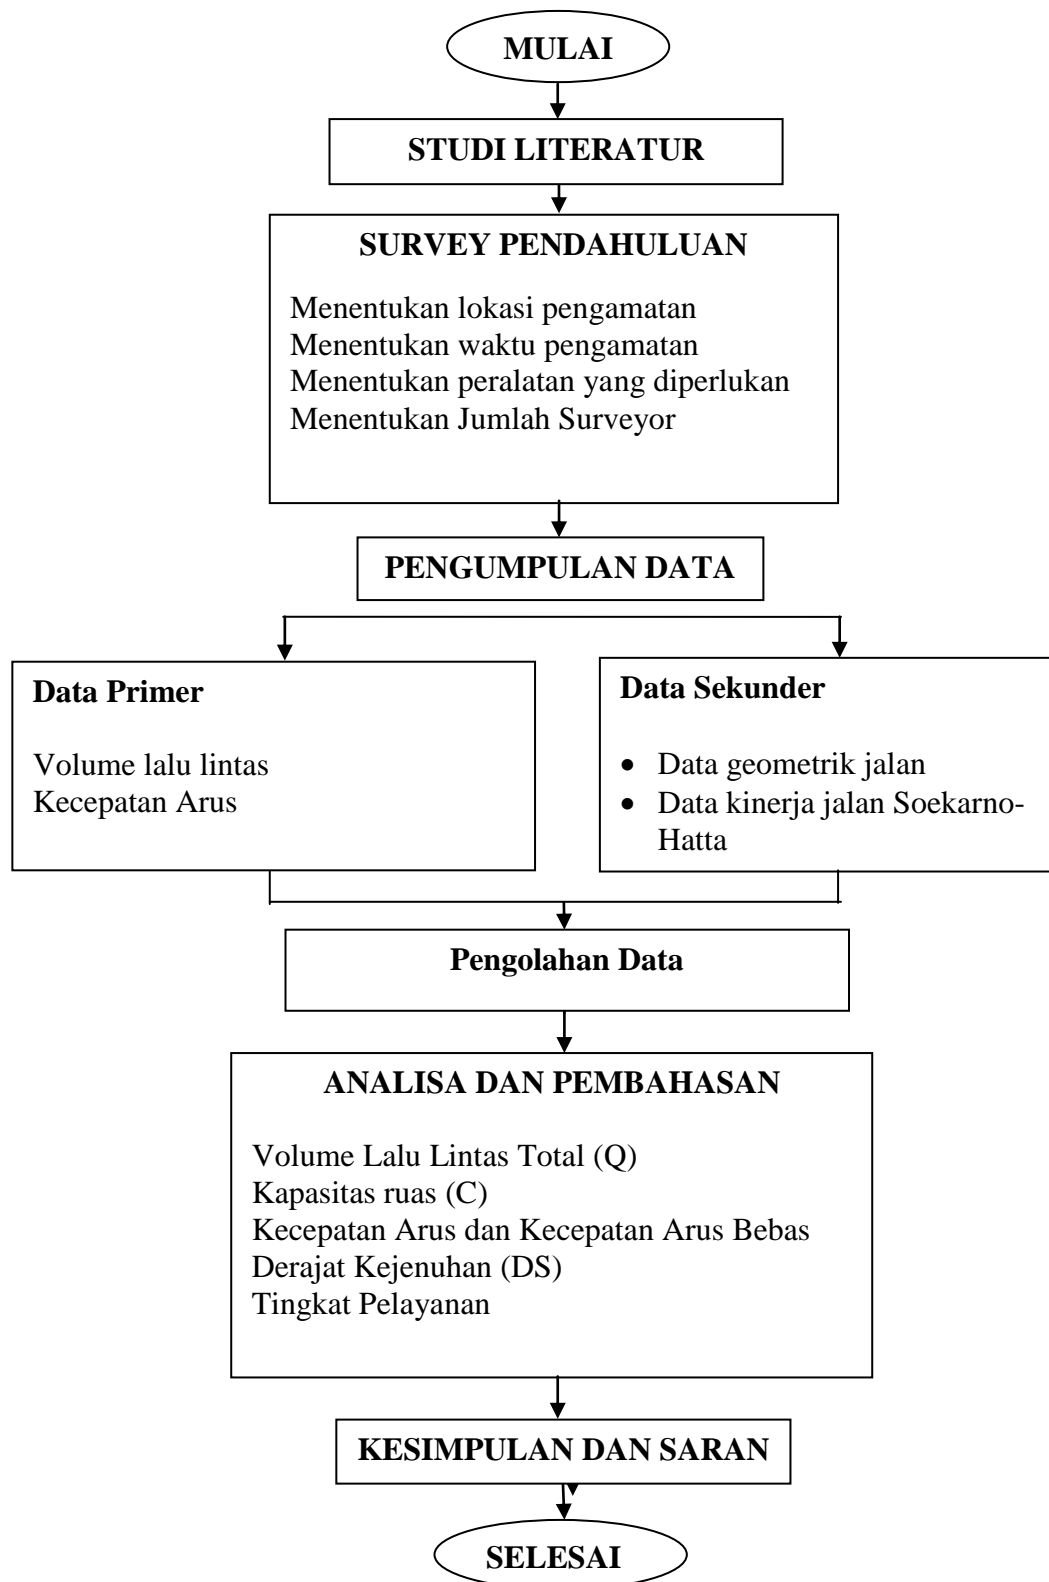 MULAI
STUDI LITERATUR
SURVEY PENDAHULUAN
Menentukan lokasi pengamatan
Menentukan waktu pengamatan
Menentukan peralatan yang diperlukan
Menentukan Jumlah Surveyor
PENGUMPULAN DATA
Data Primer
Volume lalu lintas
Kecepatan Arus
Data Sekunder
• Data geometrik jalan
• Data kinerja jalan Soekarno-
Hatta
Pengolahan Data
ANALISA DAN PEMBAHASAN
Volume Lalu Lintas Total (Q)
Kapasitas ruas (C)
Kecepatan Arus dan Kecepatan Arus Bebas
Derajat Kejenuhan (DS)
Tingkat Pelayanan
KESIMPULAN DAN SARAN
SELESAI